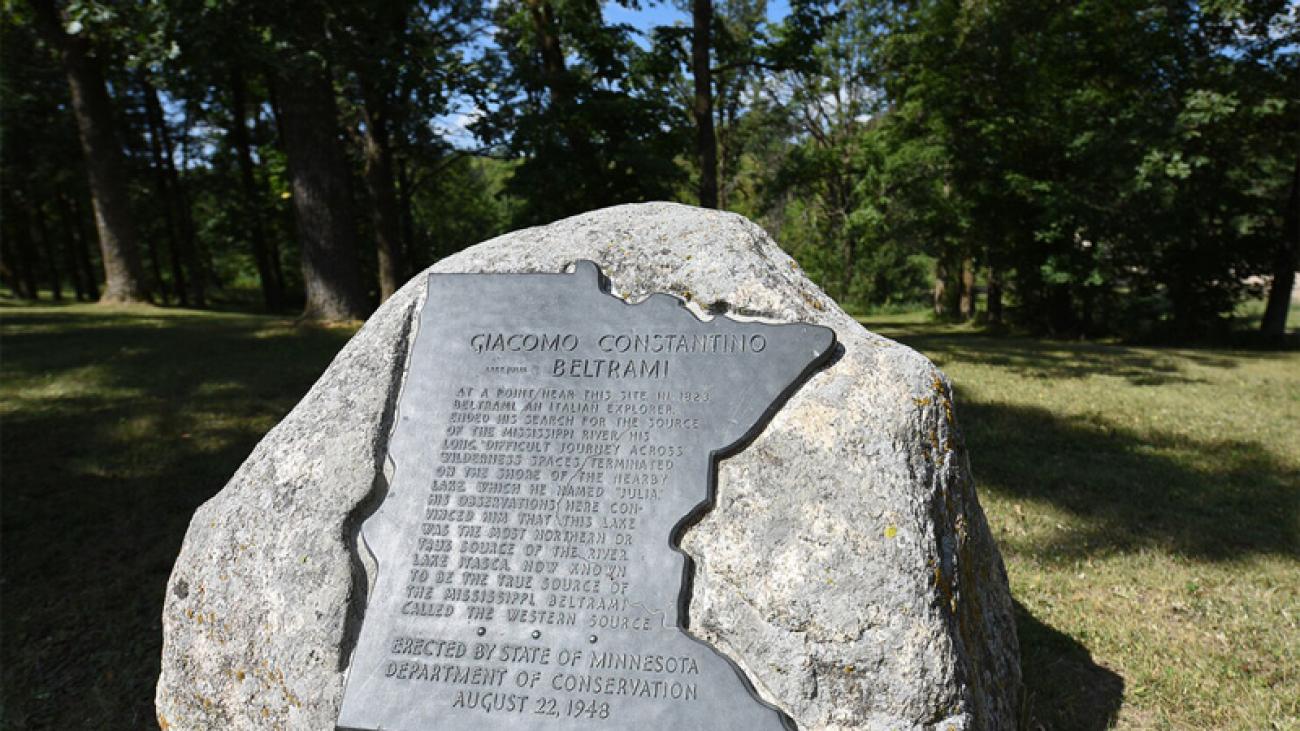 GIACOMO CONSTANTINO
LAKE JULIA BELTRAMI
AT A POINT NEAR THIS SITE IN 1823
BELTRAMI, AN ITALIAN EXPLORER,
ENDED HIS SEARCH FOR THE SOURCE
OF THE MISSISSIPPI RIVER. HIS
LONG, DIFFICULT JOURNEY ACROSS
WILDERNESS SPACES TERMINATED
ON THE SHORE OF THE NEARBY
LAKE WHICH HE NAMED "JULIA."
HIS OBSERVATIONS HERE CON-
VINCED HIM THAT THIS LAKE
WAS THE MOST NORTHERN OR
TRUE SOURCE OF THE RIVER.
LAKE ITASCA, NOW KNOWN
TO BE THE TRUE SOURCE OF
THE MISSISSIPPI, BELTRAMI
CALLED THE WESTERN SOURCE.
ERECTED BY STATE OF MINNESOTA
DEPARTMENT OF CONSERVATION
AUGUST 22, 1948